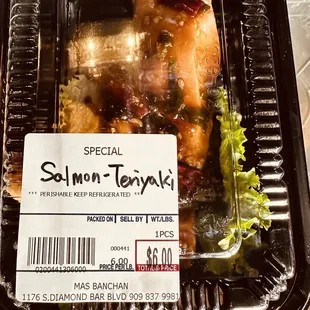 SPECIAL
Salmon-Teriyaki
*** PERISHABLE KEEP REFRIGERATED ***
PACKED ON SELL BY WT/LBS.
1PCS
000441 $6.00
6.00
PRICE PER LB. TOTAL PRICE
0200441306000
MAS BANCHAN
1176 S.DIAMOND BAR BLVD 909 837 9981